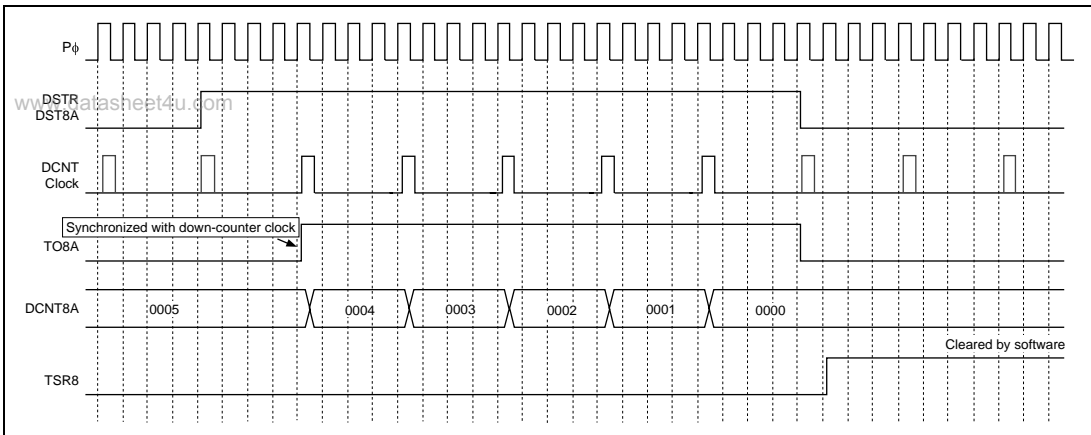 Pϕ
www.datasheet4u.com
DSTR
DST8A
DCNT
Clock
Synchronized with down-counter clock
TO8A
DCNT8A
0005
0004
0003
0002
0001
0000
Cleared by software
TSR8